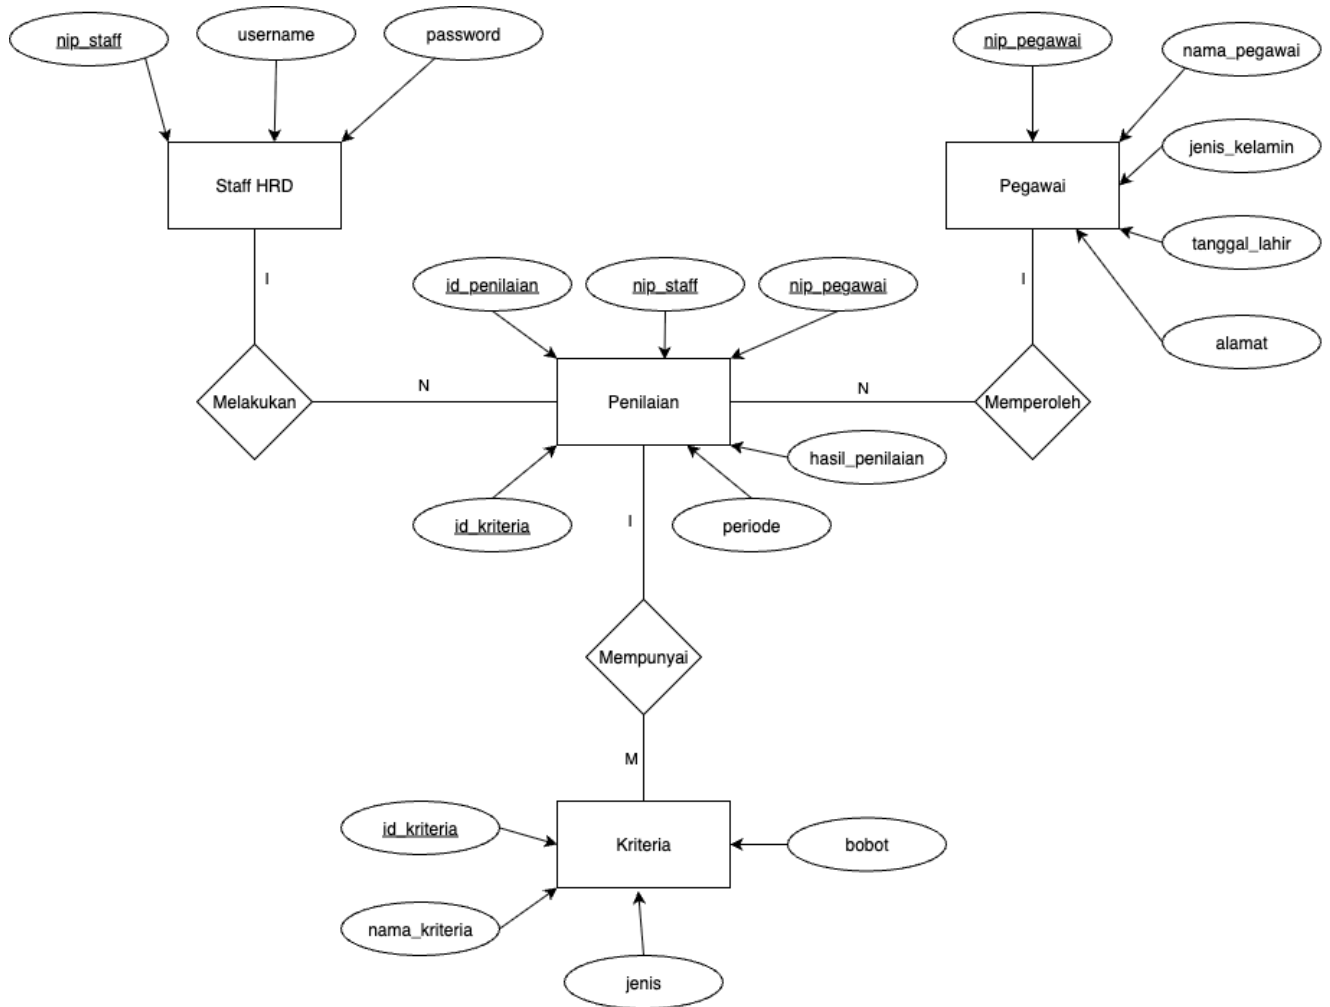 nip_staff
username
password
nip_pegawai
nama_pegawai
jenis_kelamin
Staff HRD
Pegawai
tanggal_lahir
I
I
id_penilaian
nip_staff
nip_pegawai
alamat
N
N
Melakukan
Penilaian
Memperoleh
hasil_penilaian
id_kriteria
I
periode
Mempunyai
M
id_kriteria
Kriteria
bobot
nama_kriteria
jenis